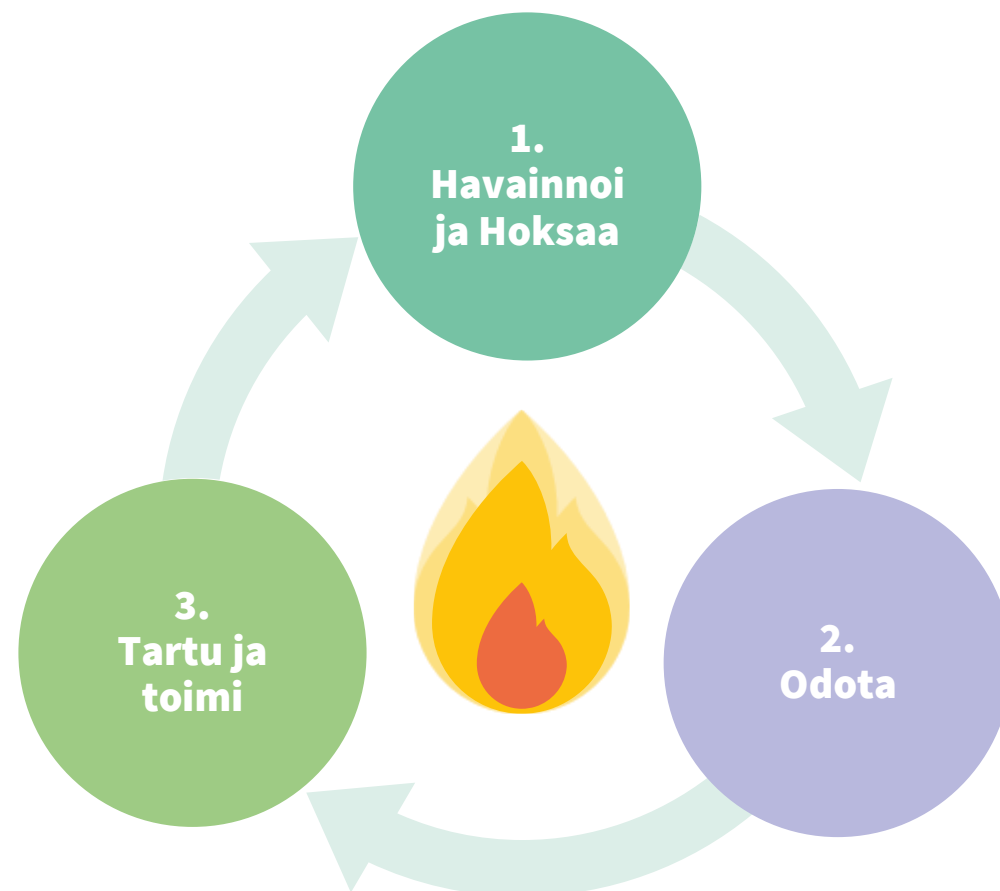 1.
Havainnoi
ja Hoksaa
2.
Odota
3.
Tartu ja
toimi